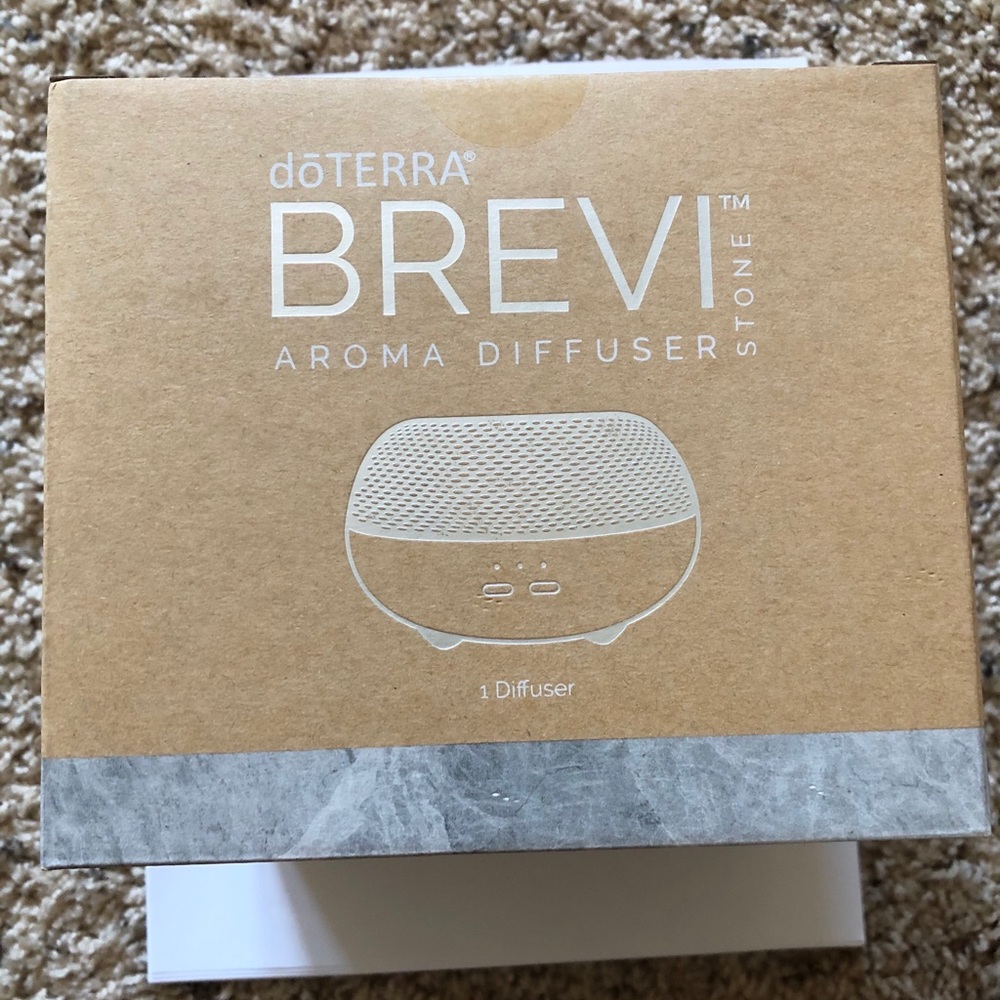 dōTERRA®
BREVI™
STONE
AROMA DIFFUSER
1 Diffuser